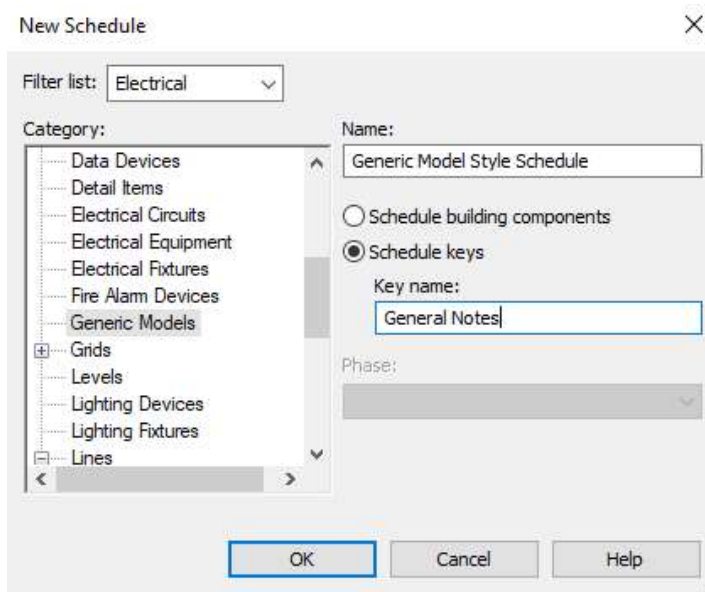 New Schedule
Filter list: Electrical
Category:
Data Devices
Detail Items
Electrical Circuits
Electrical Equipment
Electrical Fixtures
Fire Alarm Devices
Generic Models
Grids
Levels
Lighting Devices
Lighting Fixtures
Lines
Name:
Generic Model Style Schedule
Schedule building components
Schedule keys
Key name:
General Notes
Phase:
OK
Cancel
Help